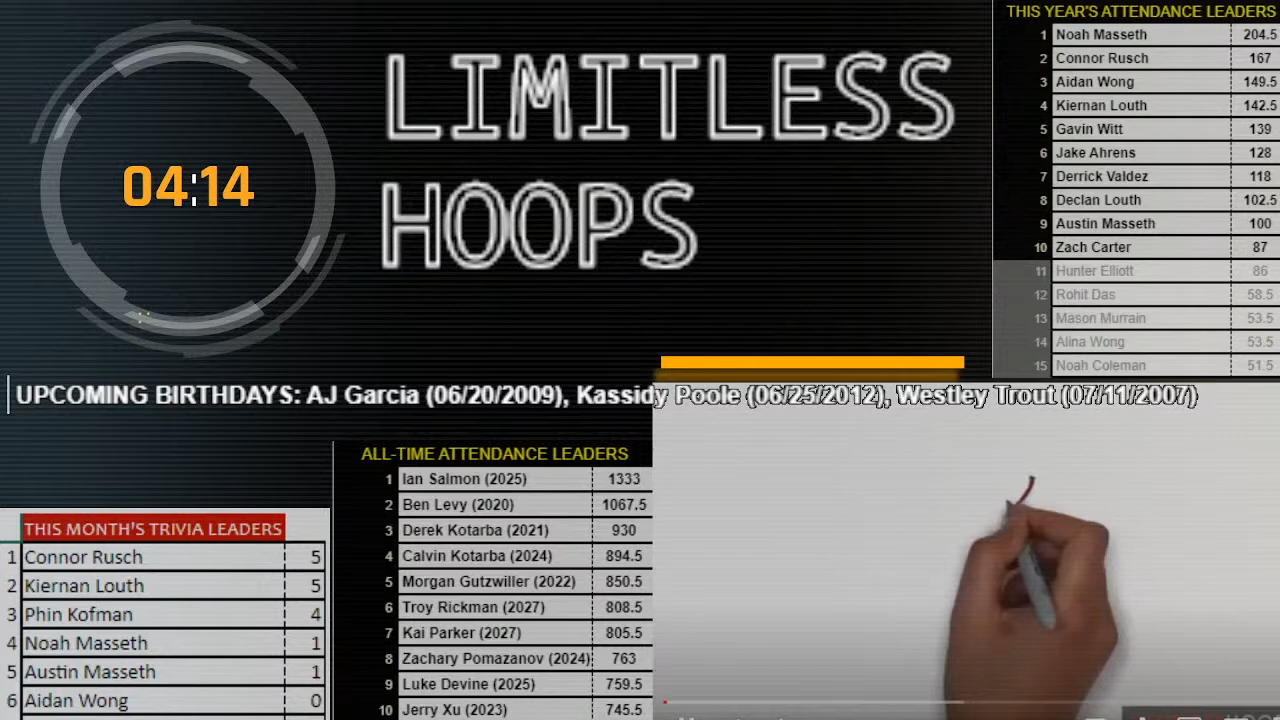 04:14
LIMITLESS
HOOPS
THIS YEAR'S ATTENDANCE LEADERS
1 Noah Masseth 204.5
2 Connor Rusch 167
3 Aidan Wong 149.5
4 Kiernan Louth 142.5
5 Gavin Witt 139
6 Jake Ahrens 128
7 Derrick Valdez 118
8 Declan Louth 102.5
9 Austin Masseth 100
10 Zach Carter 87
11 Hunter Elliott 86
12 Rohit Das 58.5
13 Mason Murrain 53.5
14 Alina Wong 53.5
15 Noah Coleman 51.5
UPCOMING BIRTHDAYS: AJ Garcia (06/20/2009), Kassidy Poole (06/25/2012), Westley Trout (07/11/2007)
ALL-TIME ATTENDANCE LEADERS
1 Ian Salmon (2025) 1333
2 Ben Levy (2020) 1067.5
3 Derek Kotarba (2021) 930
4 Calvin Kotarba (2024) 894.5
5 Morgan Gutzwiller (2022) 850.5
6 Troy Rickman (2027) 808.5
7 Kai Parker (2027) 805.5
8 Zachary Pomazanov (2024) 763
9 Luke Devine (2025) 759.5
10 Jerry Xu (2023) 745.5
THIS MONTH'S TRIVIA LEADERS
1 Connor Rusch 5
2 Kiernan Louth 5
3 Phin Kofman 4
4 Noah Masseth 1
5 Austin Masseth 1
6 Aidan Wong 0